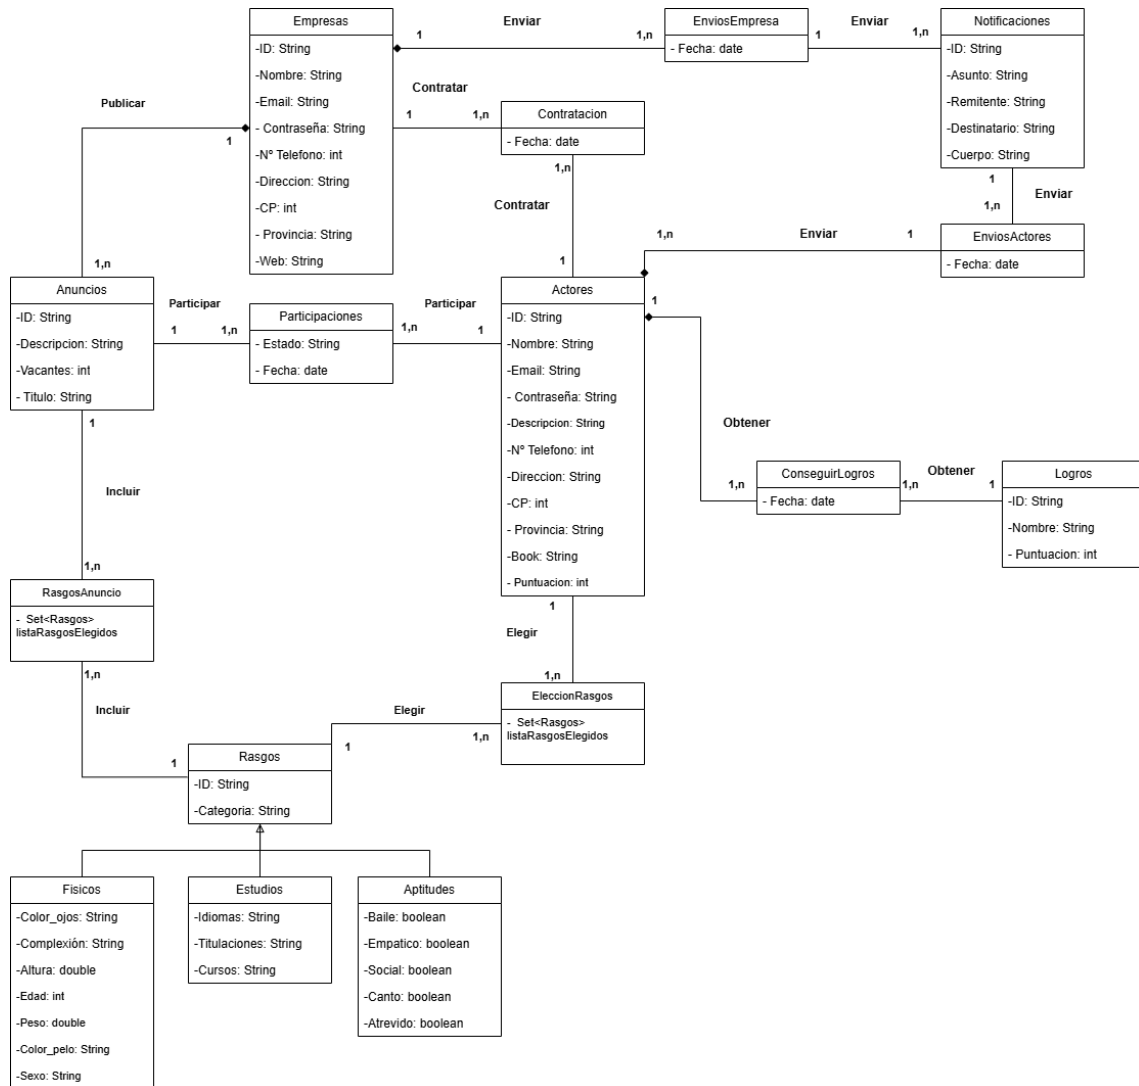 Empresas
-ID: String
-Nombre: String
-Email: String
- Contraseña: String
-Nº Telefono: int
-Direccion: String
-CP: int
- Provincia: String
-Web: String
Enviar
1
1,n
EnviosEmpresa
- Fecha: date
Enviar
1
1,n
Notificaciones
-ID: String
-Asunto: String
-Remitente: String
-Destinatario: String
-Cuerpo: String
Publicar
1
1,n
Contratar
1
1,n
Contratacion
- Fecha: date
1,n
Contratar
1
1
Enviar
1,n
EnviosActores
- Fecha: date
1,n
Enviar
1
Anuncios
-ID: String
-Descripcion: String
-Vacantes: int
- Titulo: String
Participar
1
1,n
Participaciones
- Estado: String
- Fecha: date
Participar
1,n
1
Actores
-ID: String
-Nombre: String
-Email: String
- Contraseña: String
-Descripcion: String
-Nº Telefono: int
-Direccion: String
-CP: int
- Provincia: String
-Book: String
- Puntuacion: int
1
Obtener
1,n
ConseguirLogros
- Fecha: date
Obtener
1,n
1
Logros
-ID: String
-Nombre: String
- Puntuacion: int
1
Incluir
1,n
RasgosAnuncio
- Set<Rasgos>
listaRasgosElegidos
1,n
Incluir
1
1
Elegir
1,n
EleccionRasgos
- Set<Rasgos>
listaRasgosElegidos
Elegir
1
1,n
Rasgos
-ID: String
-Categoria: String
Fisicos
-Color_ojos: String
-Complexión: String
-Altura: double
-Edad: int
-Peso: double
-Color_pelo: String
-Sexo: String
Estudios
-Idiomas: String
-Titulaciones: String
-Cursos: String
Aptitudes
-Baile: boolean
-Empatico: boolean
-Social: boolean
-Canto: boolean
-Atrevido: boolean